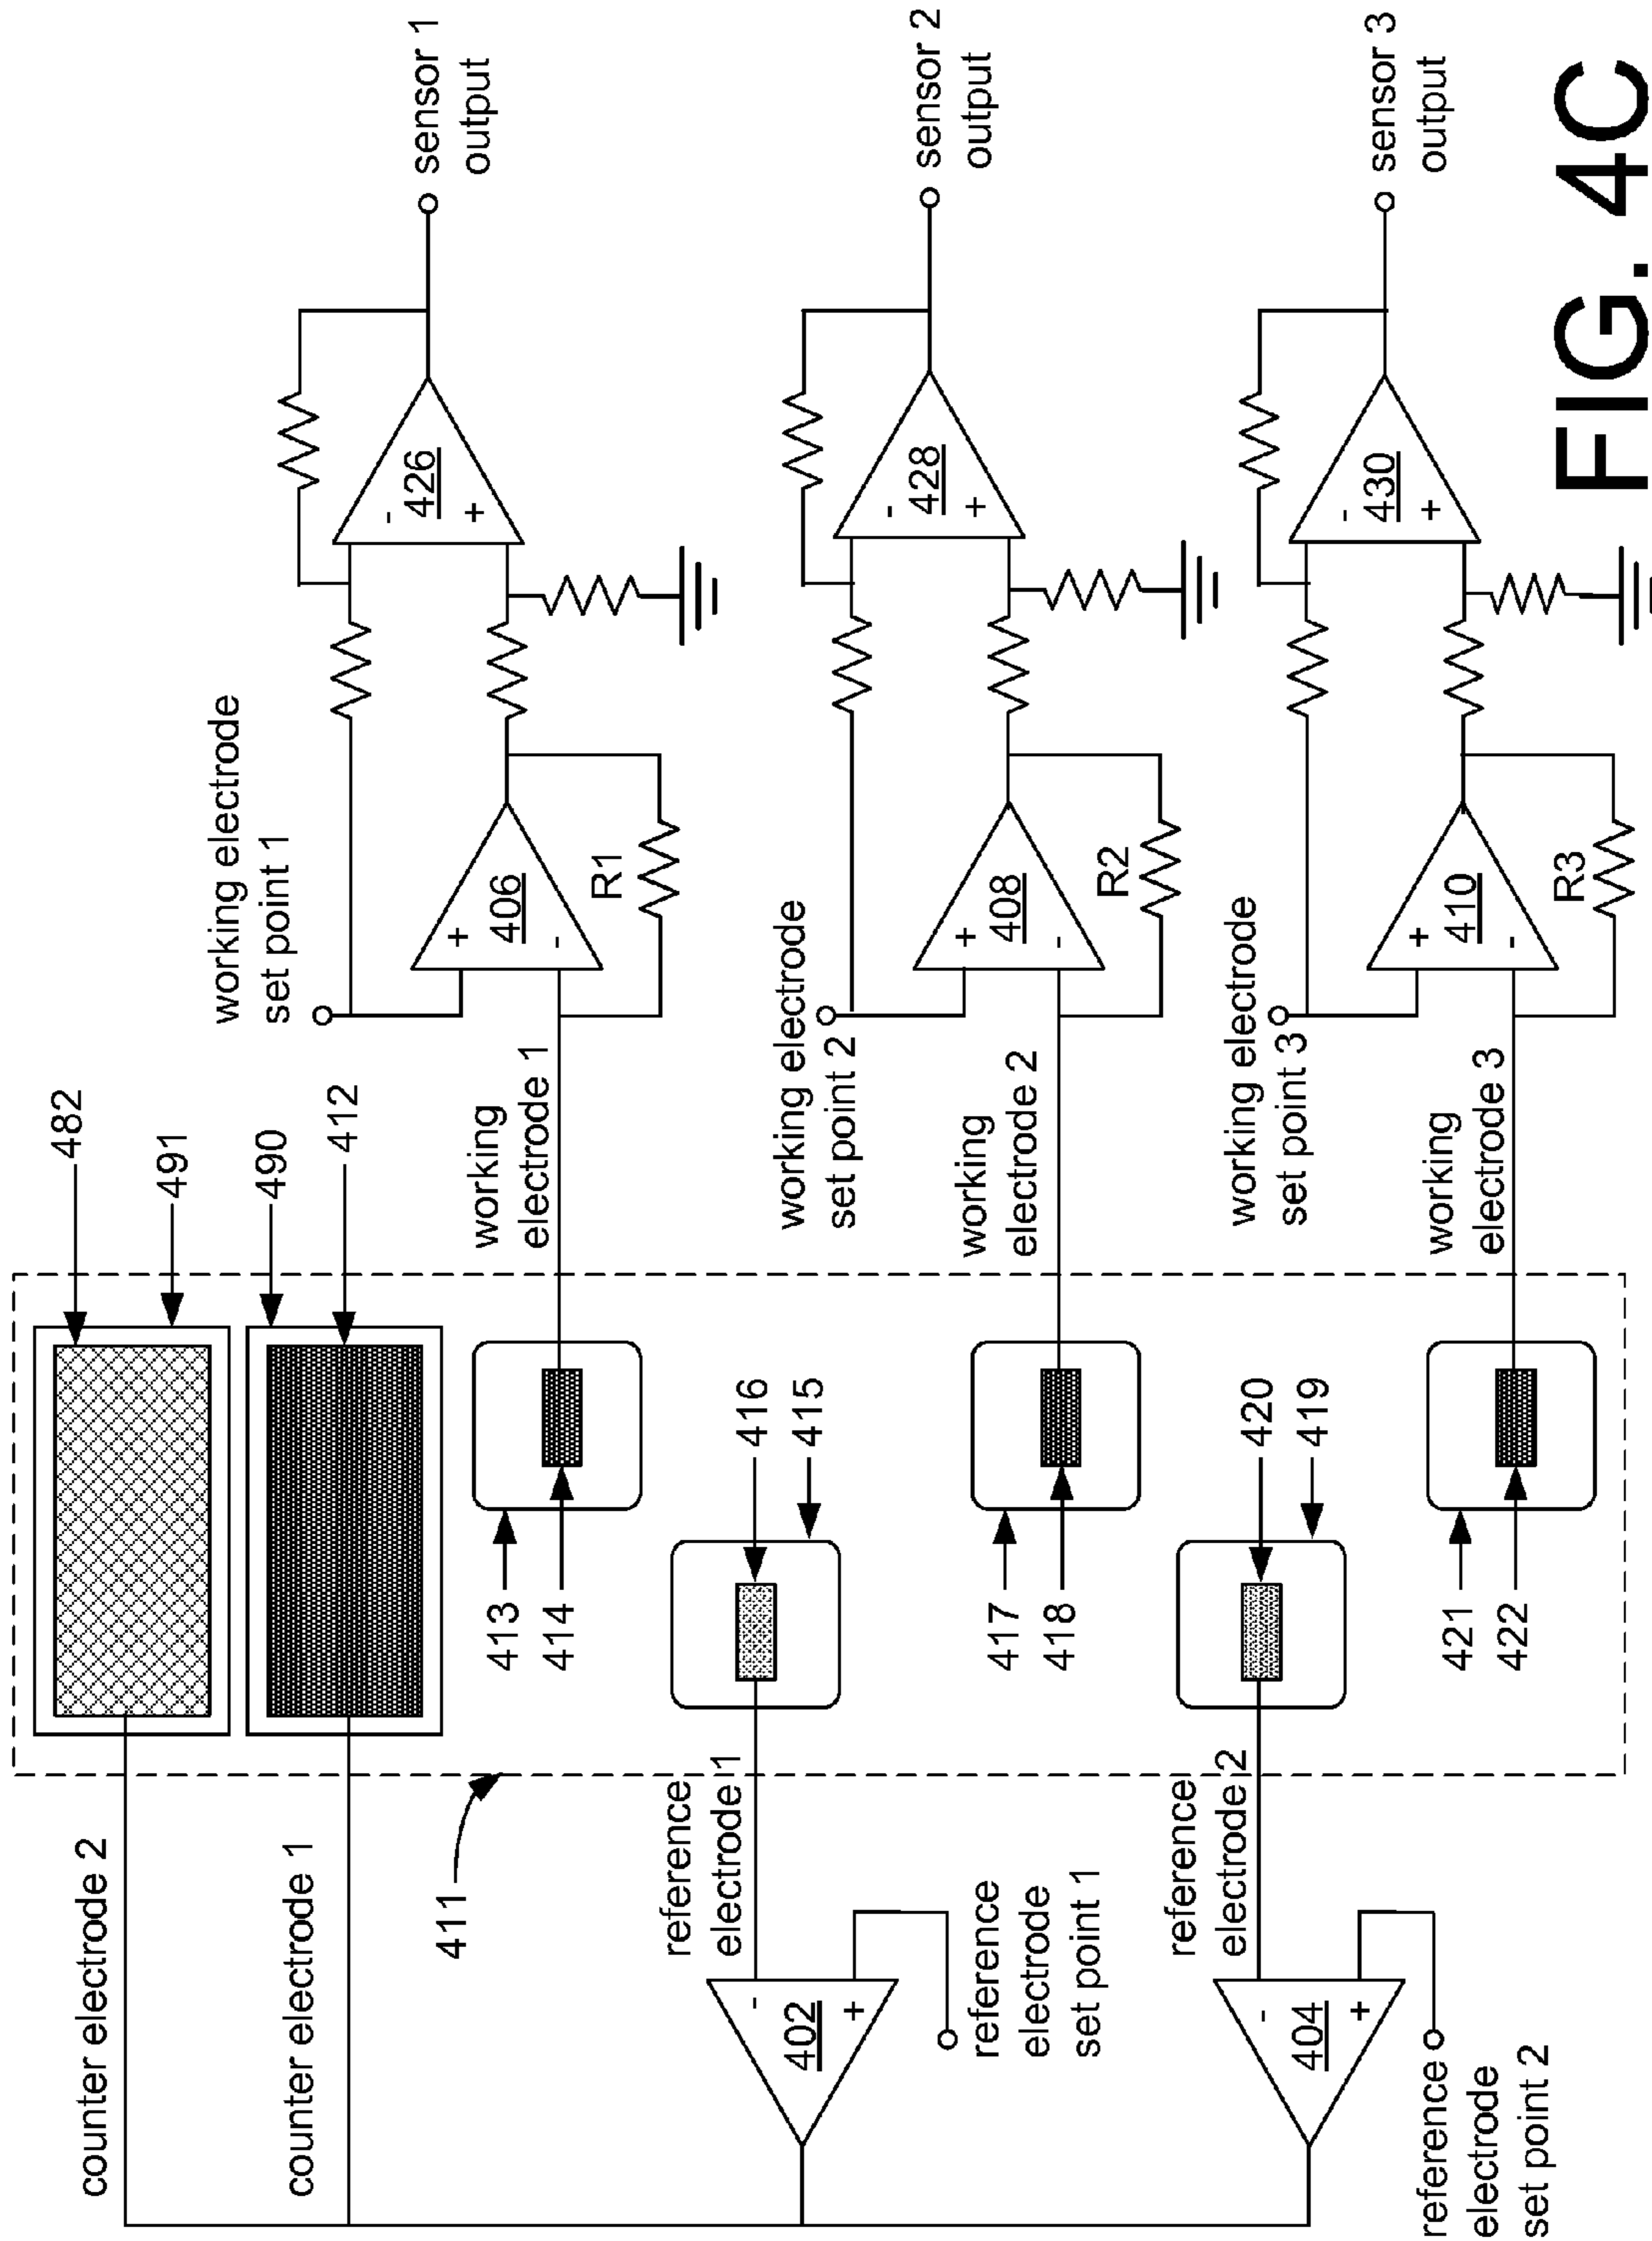 counter electrode 2
counter electrode 1
482
491
490
412
411
413
414
416
415
417
418
420
419
421
422
reference
electrode 1
reference
electrode 2
402
-
+
reference
electrode
set point 1
404
-
+
reference
electrode
set point 2
working electrode
set point 1
working
electrode 1
406
+
-
R1
426
-
+
sensor 1
output
working electrode
set point 2
working
electrode 2
408
+
-
R2
428
-
+
sensor 2
output
working electrode
set point 3
working
electrode 3
410
+
-
R3
430
-
+
sensor 3
output
FIG. 4C